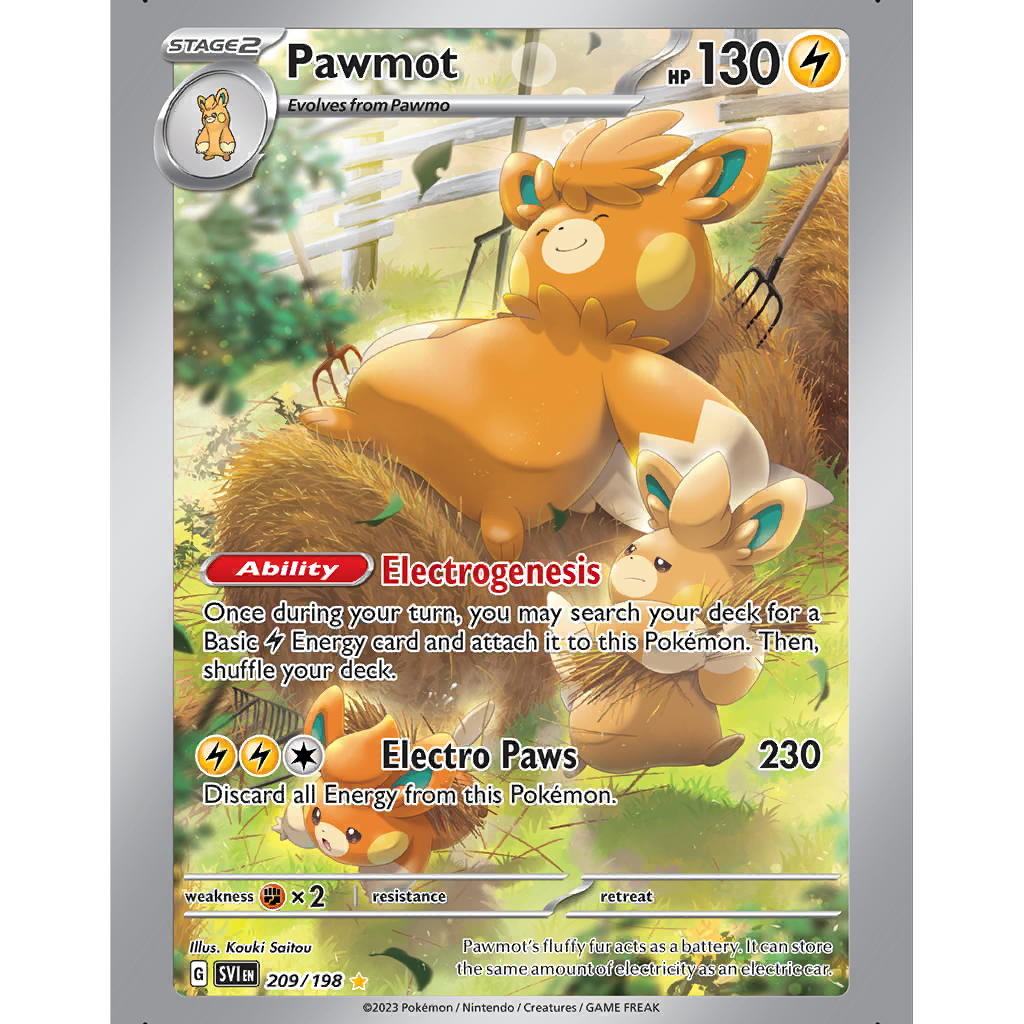 STAGE2 Pawmot HP 130
Evolves from Pawmo
Ability Electrogenesis
Once during your turn, you may search your deck for a
Basic Energy card and attach it to this Pokémon. Then,
shuffle your deck.
Electro Paws 230
Discard all Energy from this Pokémon.
weakness ×2 resistance retreat
Illus. Kouki Saitou
Pawmot's fluffy fur acts as a battery. It can store
the same amount of electricity as an electric car.
G SVI EN 209/198
©2023 Pokémon / Nintendo / Creatures / GAME FREAK